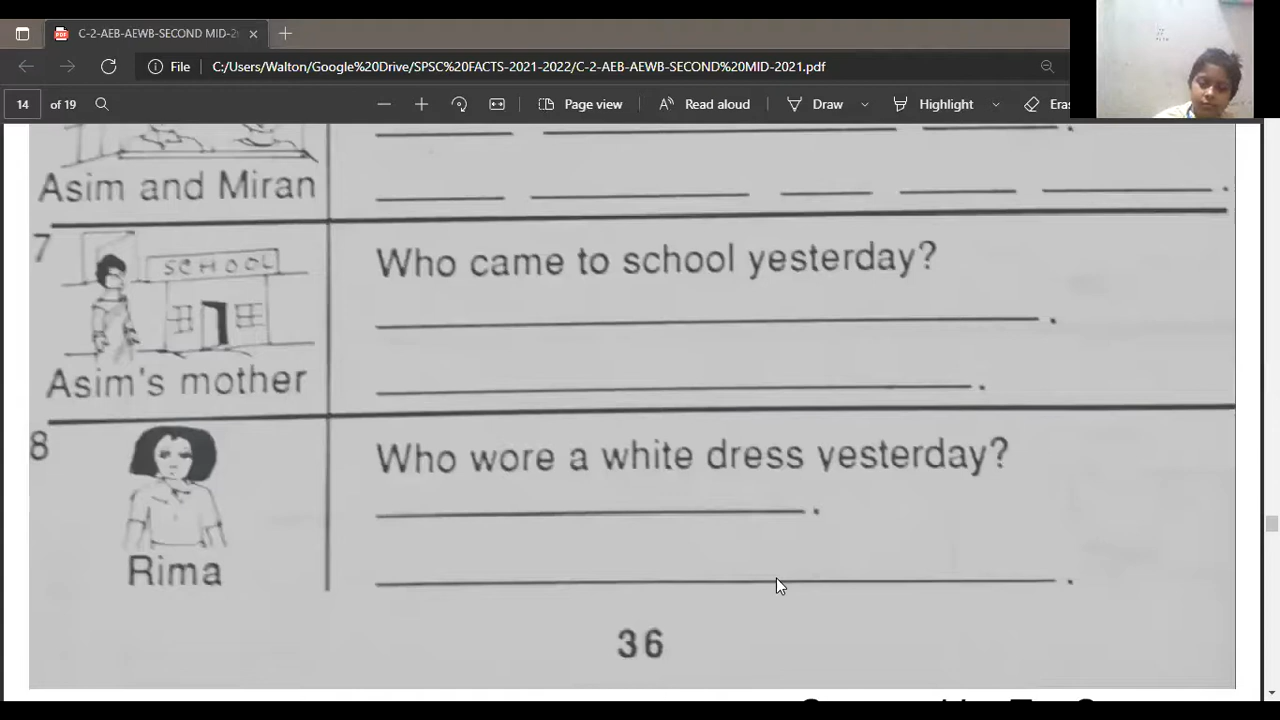 C-2-AEB-AEWB-SECOND MID-2
File C:/Users/Walton/Google%20Drive/SPSC%20FACTS-2021-2022/C-2-AEB-AEWB-SECOND%20MID-2021.pdf
14 of 19 Page view Read aloud Draw Highlight
Asim and Miran
7
SCHOOL
Who came to school yesterday?
Asim's mother
8
Who wore a white dress yesterday?
Rima
36